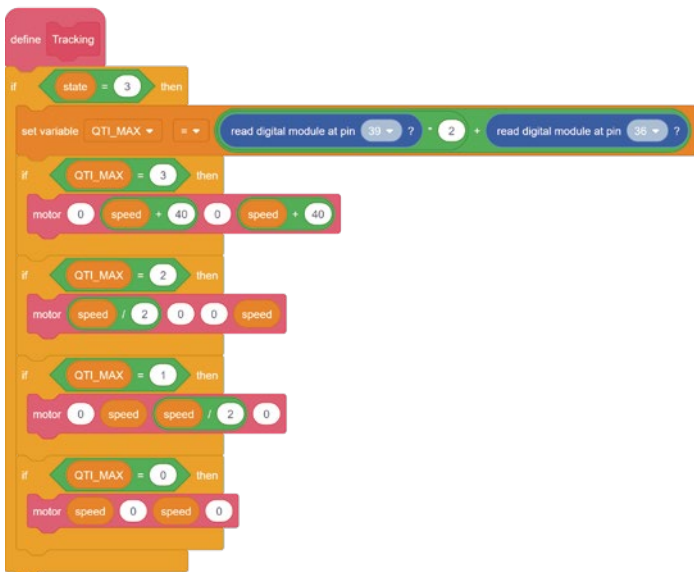 define Tracking
if state = 3 then
set variable QTI_MAX = read digital module at pin 39 ? * 2 + read digital module at pin 36 ?
if QTI_MAX = 3 then
motor 0 speed + 40 0 speed + 40
if QTI_MAX = 2 then
motor speed / 2 0 0 speed
if QTI_MAX = 1 then
motor 0 speed speed / 2 0
if QTI_MAX = 0 then
motor speed 0 speed 0